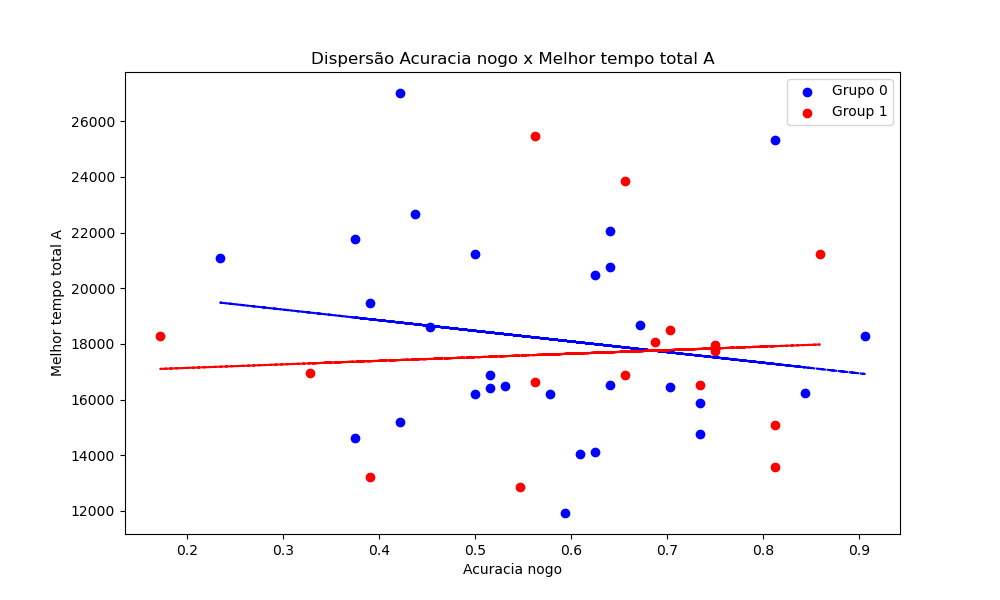 Dispersão Acuracia nogo x Melhor tempo total A
Grupo 0
Group 1
Melhor tempo total A
26000
24000
22000
20000
18000
16000
14000
12000
0.2 0.3 0.4 0.5 0.6 0.7 0.8 0.9
Acuracia nogo